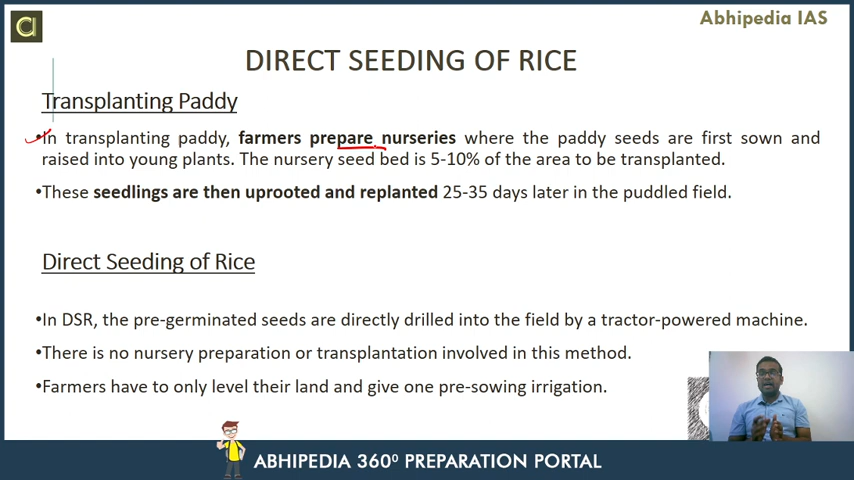 Abhipedia IAS
DIRECT SEEDING OF RICE
Transplanting Paddy
•In transplanting paddy, farmers prepare nurseries where the paddy seeds are first sown and
raised into young plants. The nursery seed bed is 5-10% of the area to be transplanted.
•These seedlings are then uprooted and replanted 25-35 days later in the puddled field.
Direct Seeding of Rice
•In DSR, the pre-germinated seeds are directly drilled into the field by a tractor-powered machine.
•There is no nursery preparation or transplantation involved in this method.
•Farmers have to only level their land and give one pre-sowing irrigation.
ABHIPEDIA 360⁰ PREPARATION PORTAL